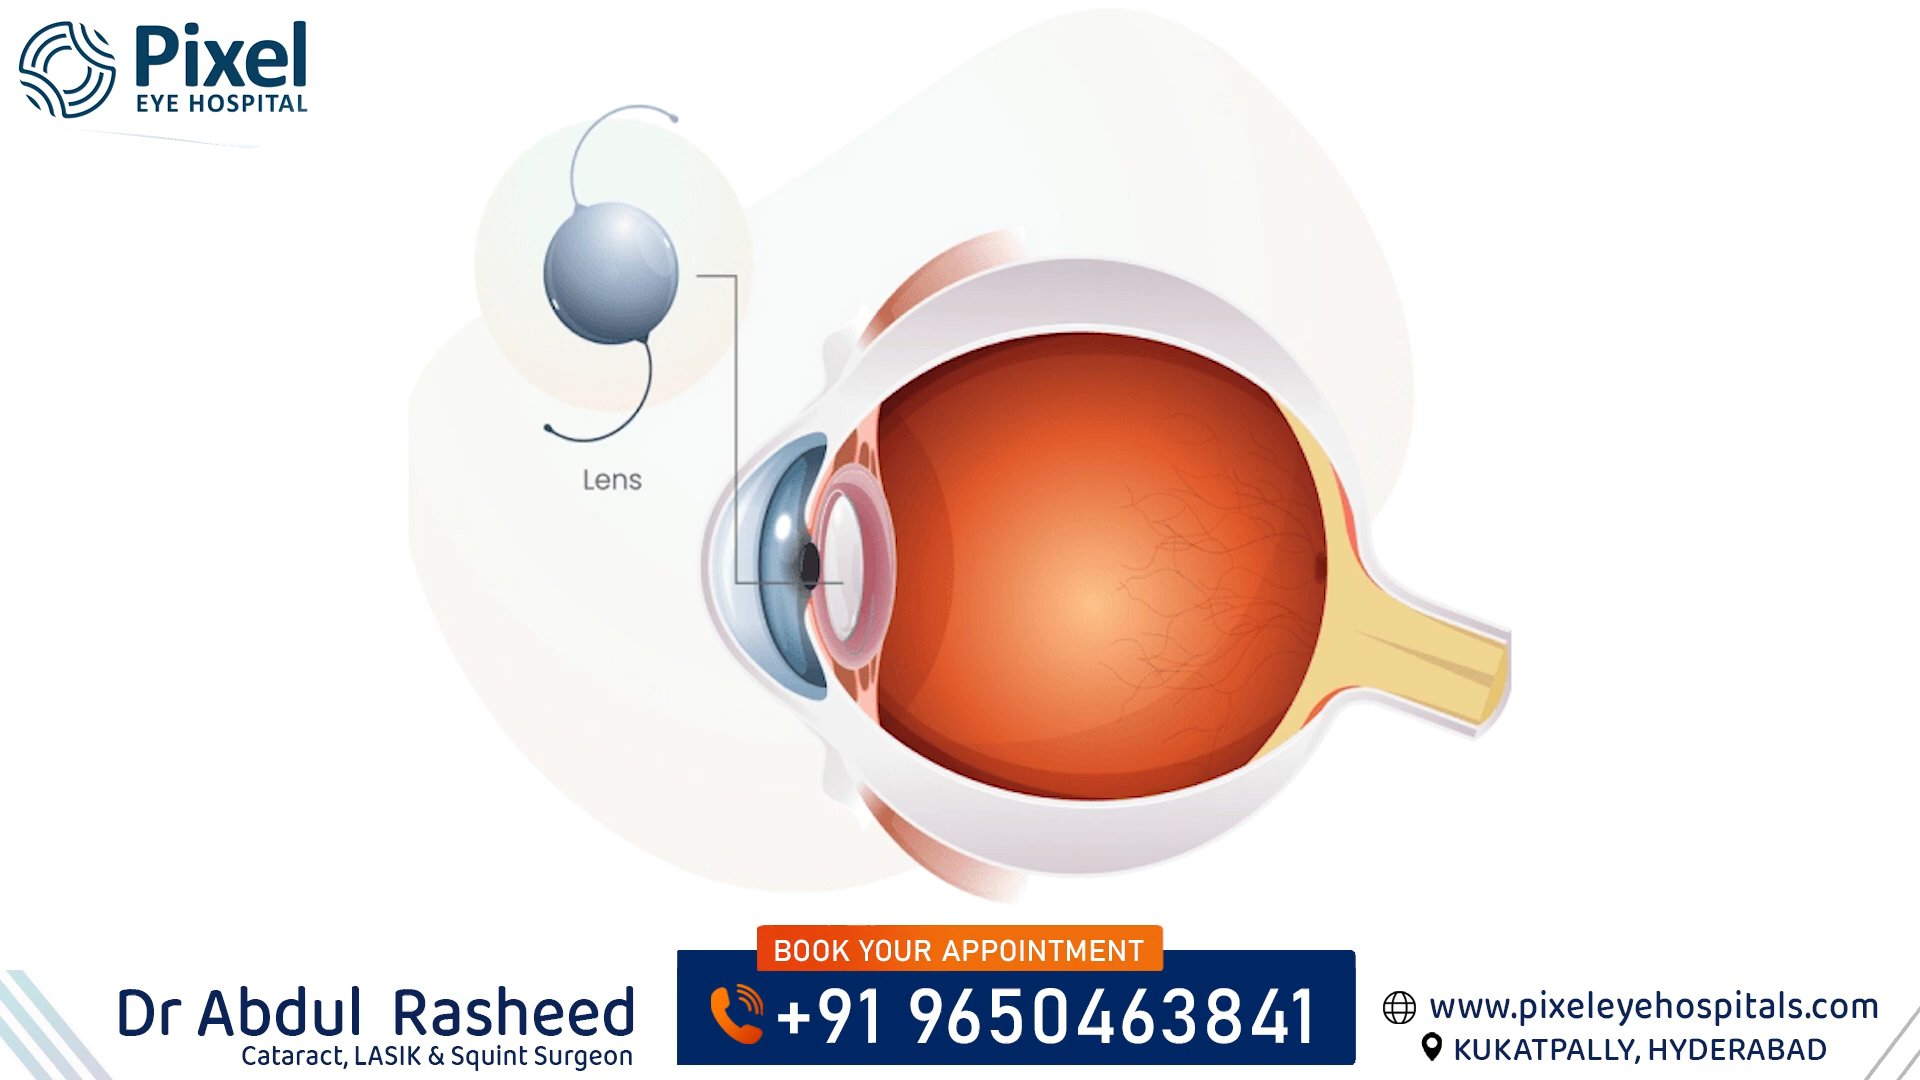 Pixel
EYE HOSPITAL
Lens
BOOK YOUR APPOINTMENT
+91 9650463841
Dr Abdul Rasheed
Cataract, LASIK & Squint Surgeon
www.pixeleyehospitals.com
KUKATPALLY, HYDERABAD